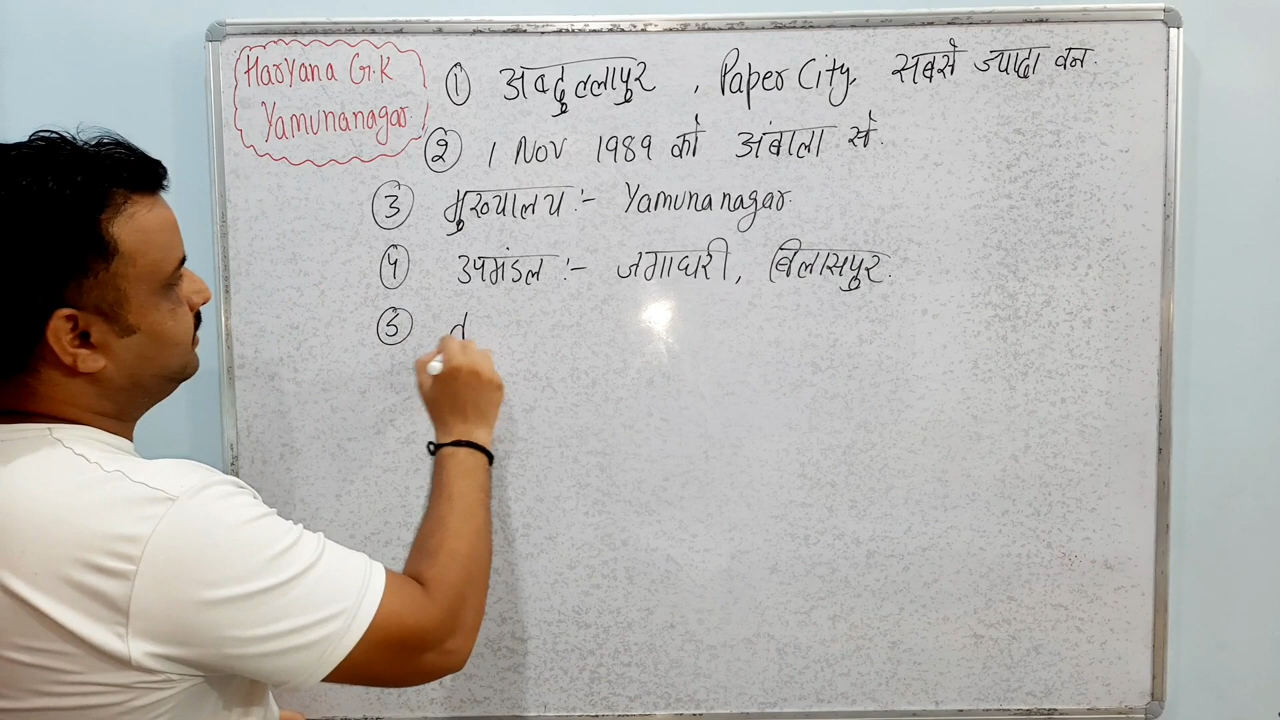 Haryana G.K
Yamunanagar.
① अबदुल्लापुर , Paper City सबसे ज्यादा वन.
② 1 Nov 1989 को अंबाला से.
③ मुख्यालय :- Yamunanagar.
④ उपमंडल :- जगाधरी, बिलासपुर.
⑤